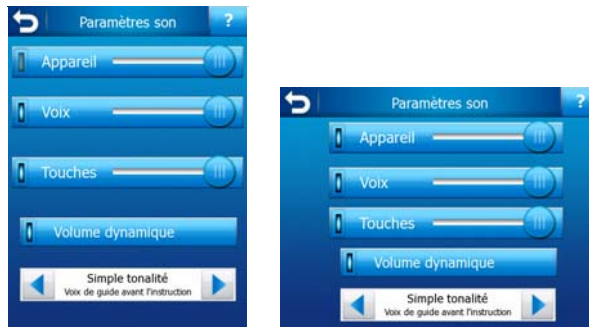 Paramètres son ?
Appareil
Voix
Touches
Volume dynamique
Simple tonalité
Voix de guide avant l'instruction
Paramètres son ?
Appareil
Voix
Touches
Volume dynamique
Simple tonalité
Voix de guide avant l'instruction